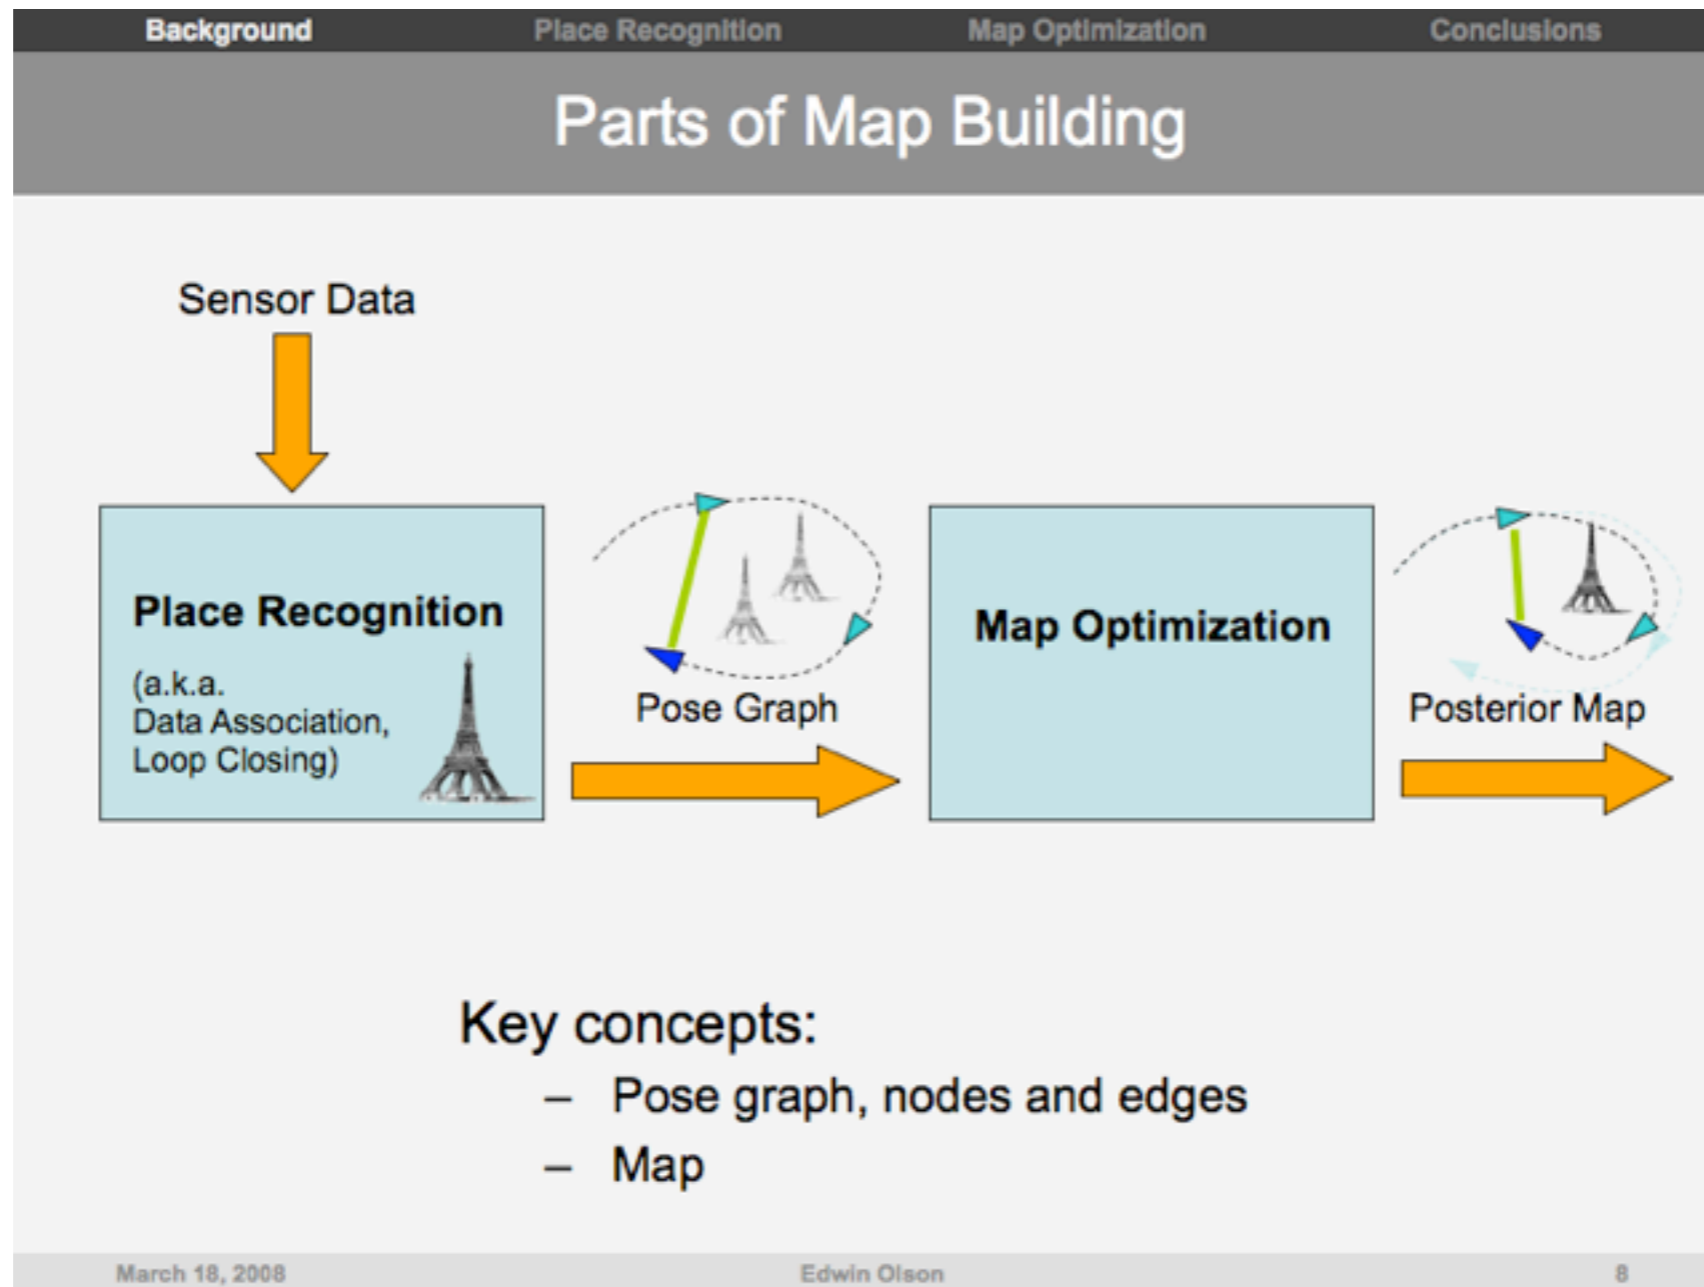 Background Place Recognition Map Optimization Conclusions
Parts of Map Building
Sensor Data
Place Recognition
(a.k.a.
Data Association,
Loop Closing)
Pose Graph
Map Optimization
Posterior Map
Key concepts:
– Pose graph, nodes and edges
– Map
March 18, 2008 Edwin Olson 8